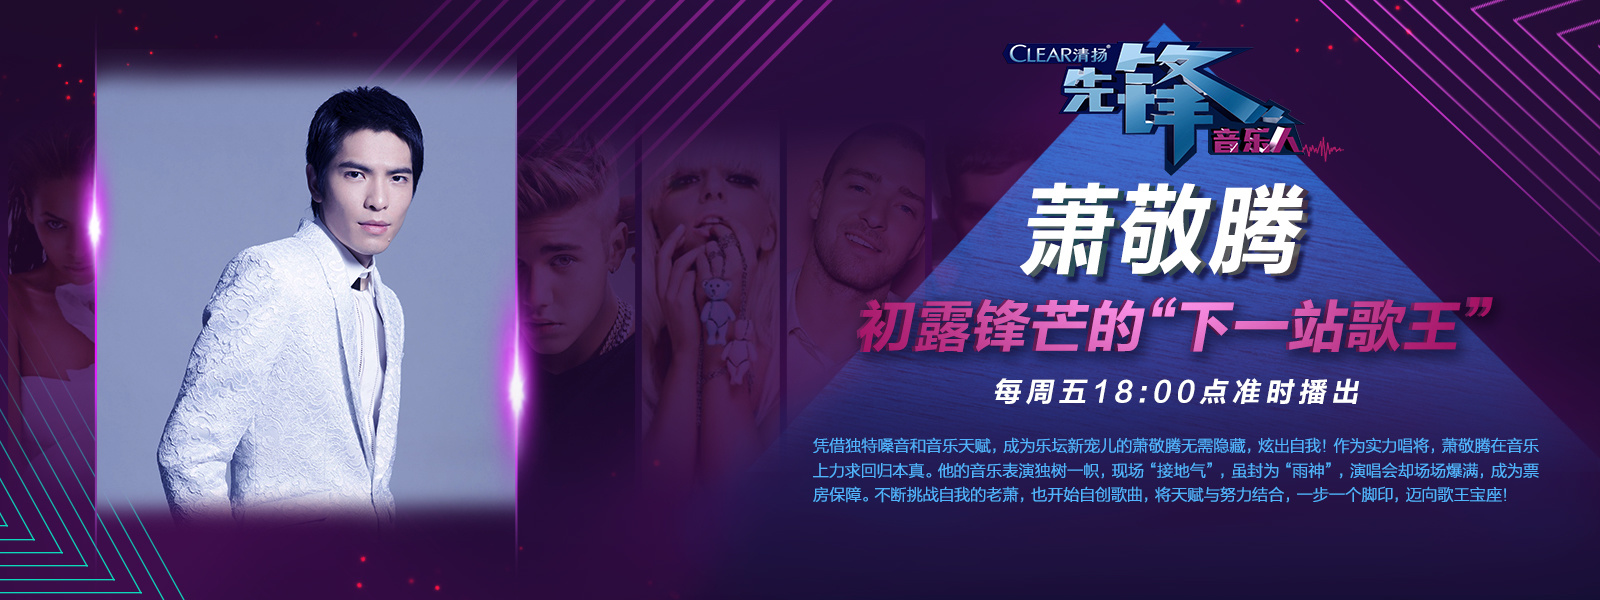 CLEAR清扬
先锋
音乐人
萧敬腾
初露锋芒的“下一站歌王”
每周五18:00点准时播出
凭借独特嗓音和音乐天赋，成为乐坛新宠儿的萧敬腾无需隐藏，炫出自我！作为实力唱将，萧敬腾在音乐
上力求回归本真。他的音乐表演独树一帜，现场“接地气”，虽封为“雨神”，演唱会却场场爆满，成为票
房保障。不断挑战自我的老萧，也开始自创歌曲，将天赋与努力结合，一步一个脚印，迈向歌王宝座！